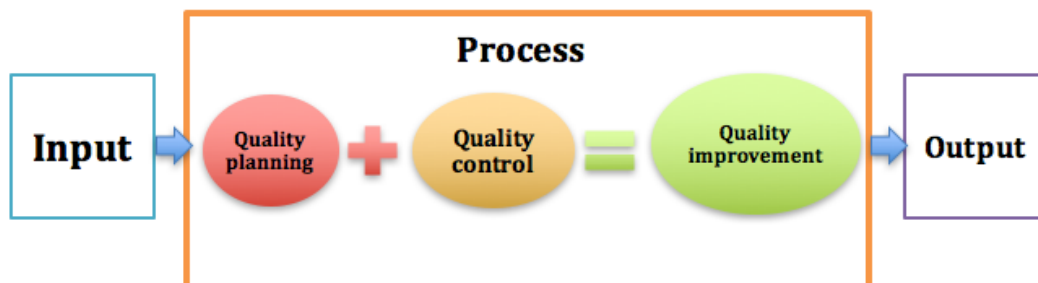 Process
Input
Quality
planning
Quality
control
Quality
improvement
Output